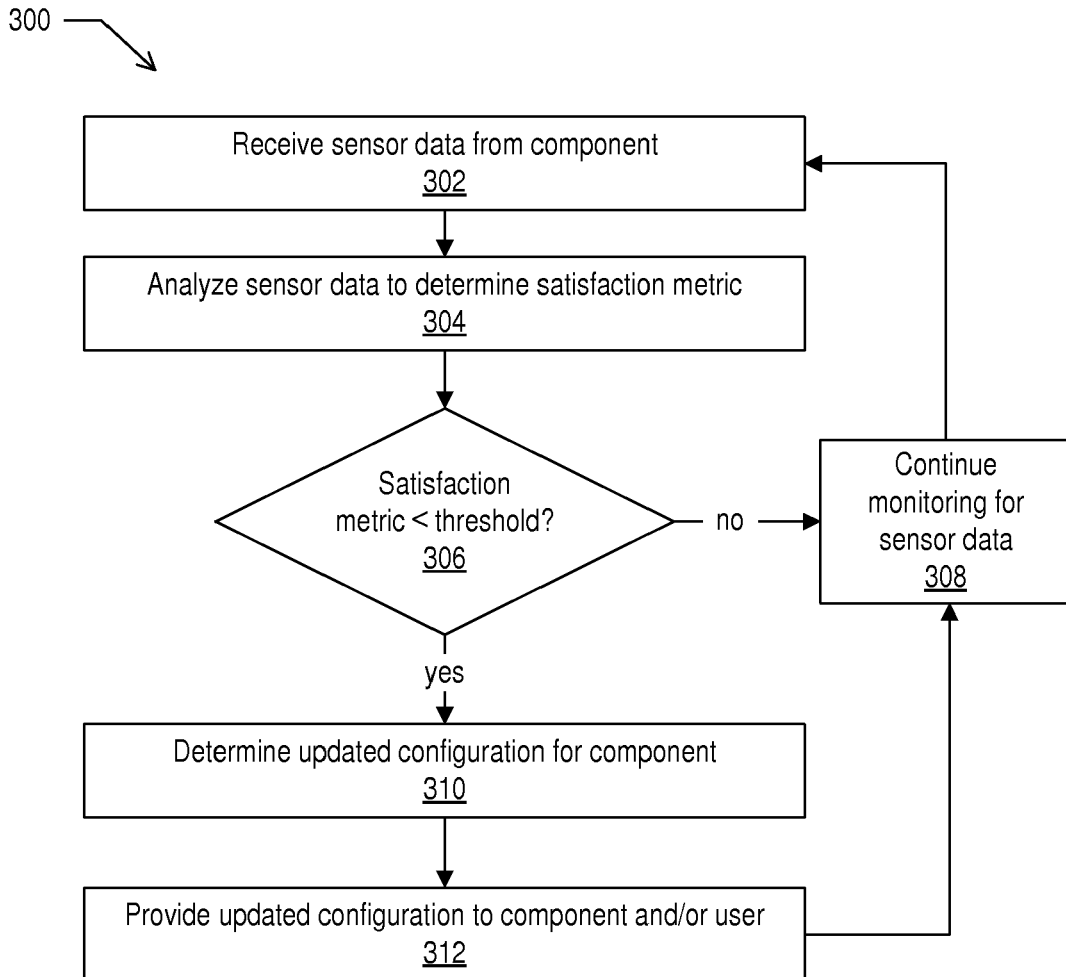 300
Receive sensor data from component
302
Analyze sensor data to determine satisfaction metric
304
Satisfaction
metric < threshold?
306
no
Continue
monitoring for
sensor data
308
yes
Determine updated configuration for component
310
Provide updated configuration to component and/or user
312